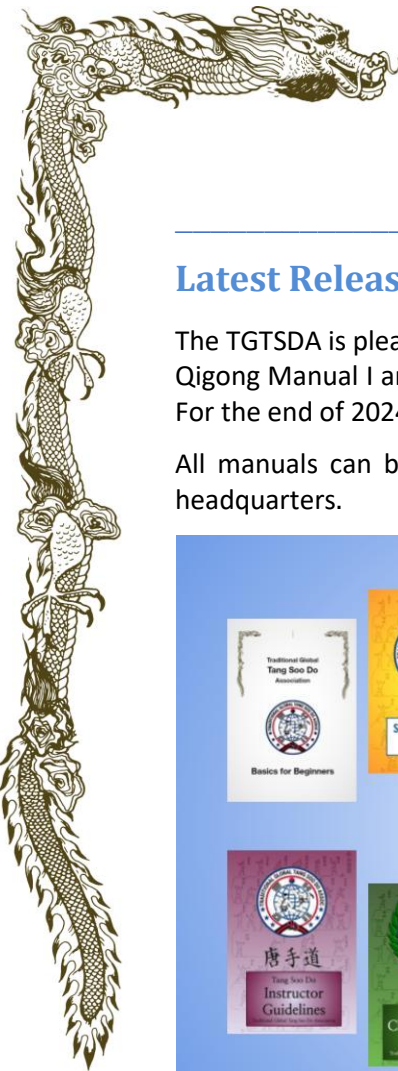 Latest Releas
The TGTSDA is plea
Qigong Manual I a
For the end of 2024
All manuals can b
headquarters.
Traditional Global
Tang Soo Do
Association
Basics for Beginners
S
唐手道
Tang Soo Do
Instructor
Guidelines
C